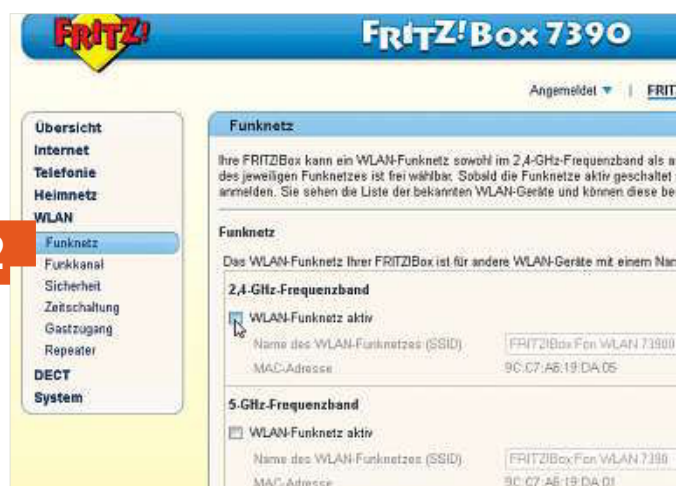 FRITZ!
FRITZ!Box 7390
Angemeldet | FRIT
Übersicht
Internet
Telefonie
Heimnetz
WLAN
Funknetz
Funkkanal
Sicherheit
Zeitschaltung
Gastzugang
Repeater
DECT
System
Funknetz
Ihre FRITZ!Box kann ein WLAN-Funknetz sowohl im 2,4-GHz-Frequenzband als a
des jeweiligen Funknetzes ist frei wählbar. Sobald die Funknetze aktiv geschaltet
anmelden. Sie sehen die Liste der bekannten WLAN-Geräte und können diese be
Funknetz
Das WLAN-Funknetz Ihrer FRITZ!Box ist für andere WLAN-Geräte mit einem Nam
2,4-GHz-Frequenzband
WLAN-Funknetz aktiv
Name des WLAN-Funknetzes (SSID) FRITZ!Box Fon WLAN 7390
MAC-Adresse 9C:C7:A6:19:DA:05
5-GHz-Frequenzband
WLAN-Funknetz aktiv
Name des WLAN-Funknetzes (SSID) FRITZ!Box Fon WLAN 7390
MAC-Adresse 9C:C7:A6:19:DA:01